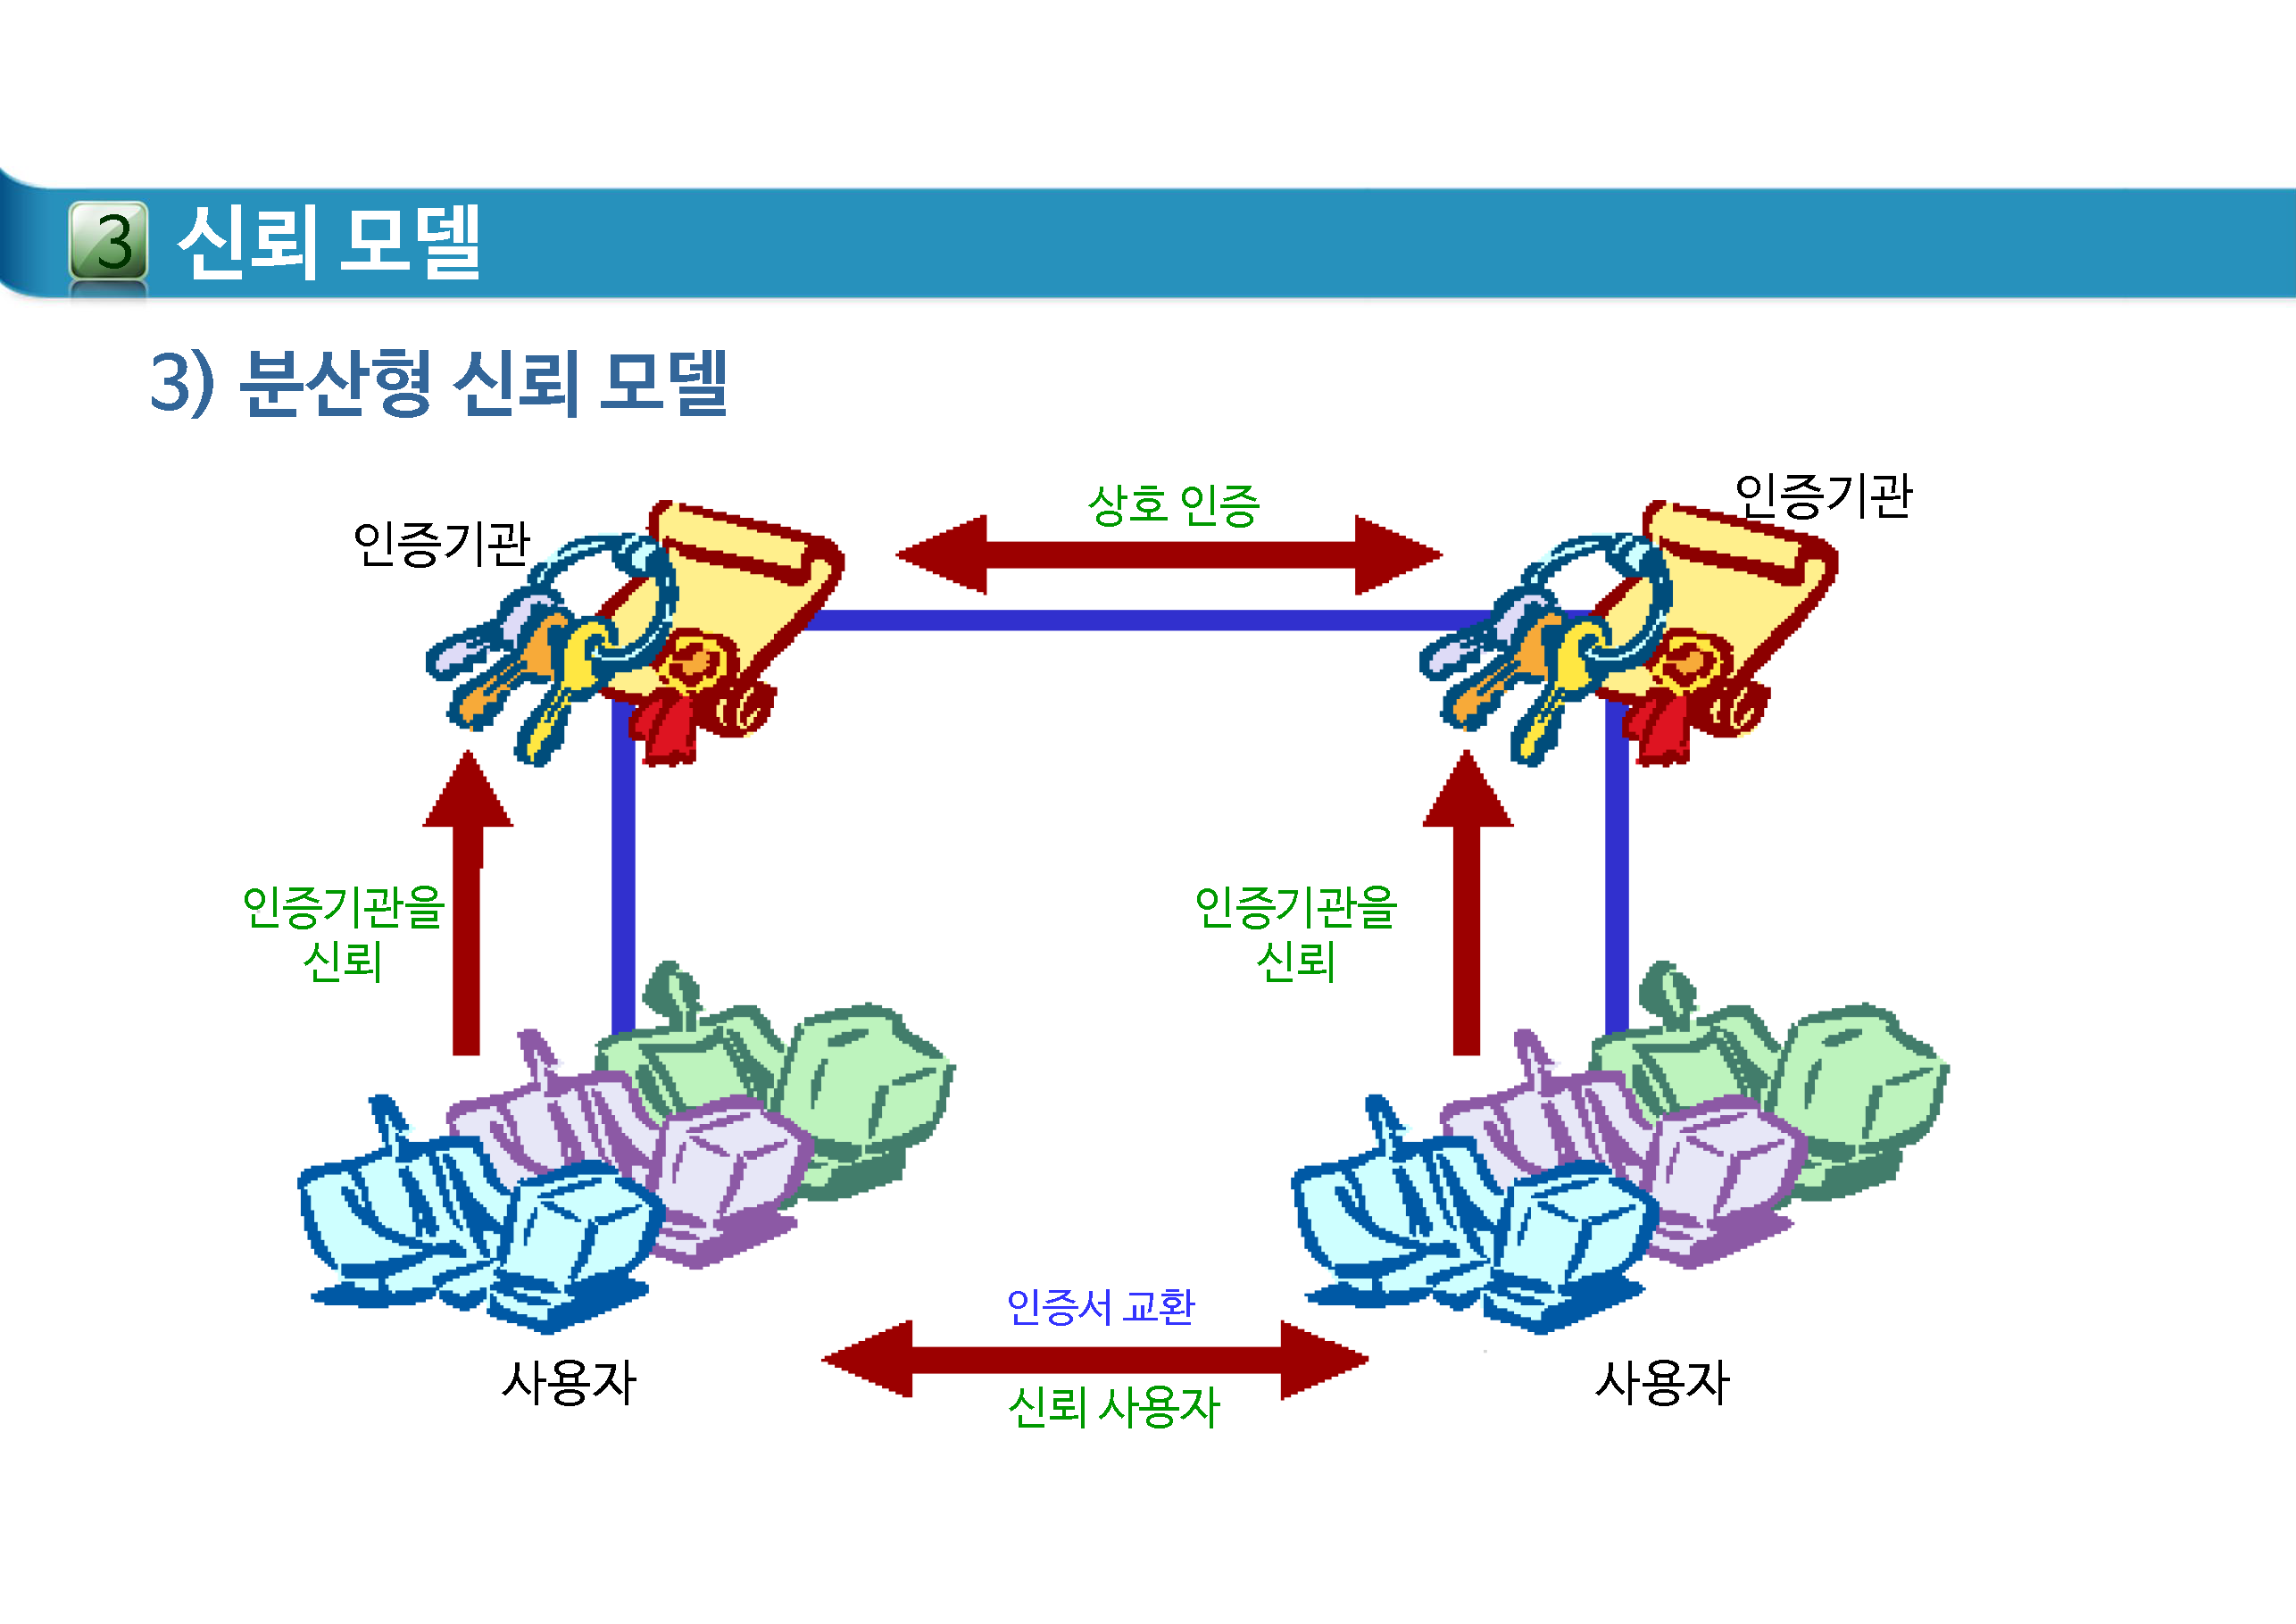 3 신뢰 모델
3) 분산형 신뢰 모델
인증기관
상호 인증
인증기관
인증기관을
신뢰
인증기관을
신뢰
인증서 교환
신뢰 사용자
사용자
사용자